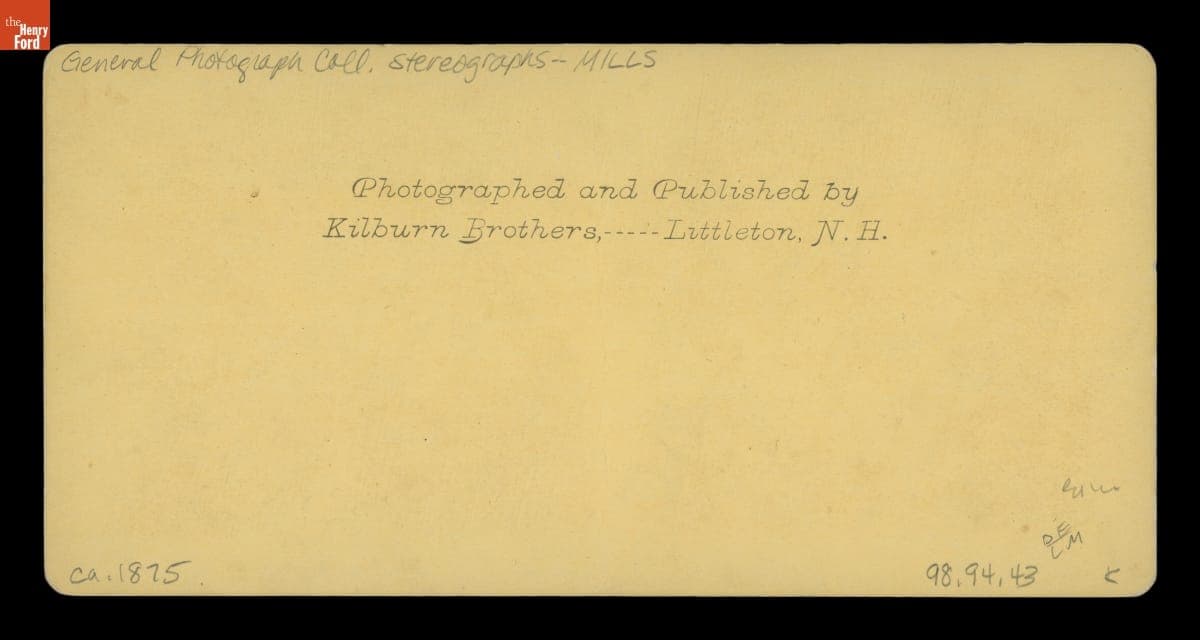 the
Henry
Ford
General Photograph Coll. Stereographs -- MILLS
Photographed and Published by
Kilburn Brothers,-----Littleton, N. H.
ca. 1875
98.94.43